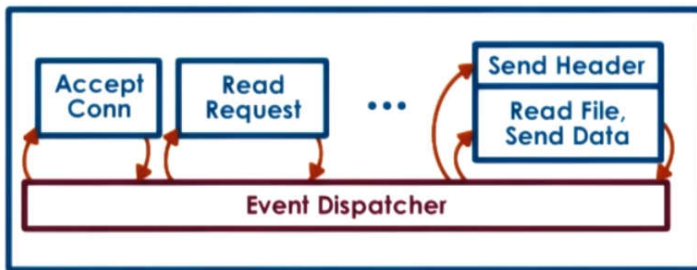 Accept
Conn
Read
Request
...
Send Header
Read File,
Send Data
Event Dispatcher